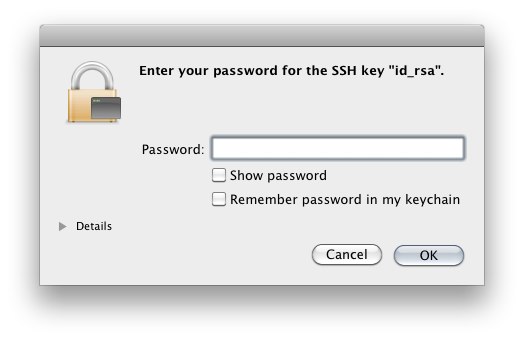 Enter your password for the SSH key "id_rsa".
Password:
Show password
Remember password in my keychain
Details
Cancel
OK